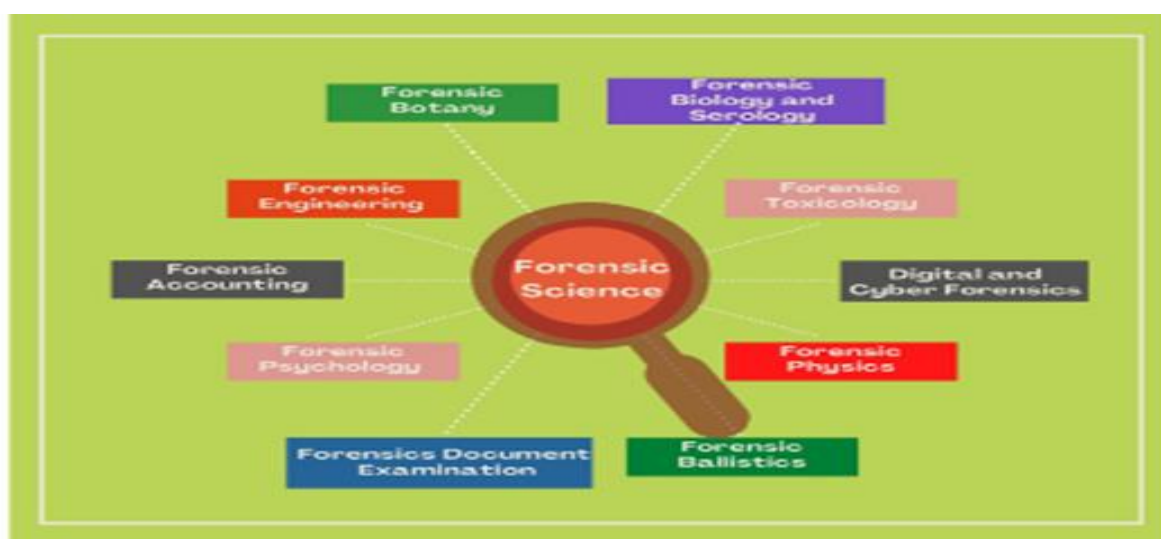 Forensic
Botany
Forensic
Biology and
Serology
Forensic
Engineering
Forensic
Toxicology
Forensic
Accounting
Forensic
Science
Digital and
Cyber Forensics
Forensic
Psychology
Forensic
Physics
Forensics Document
Examination
Forensic
Ballistics